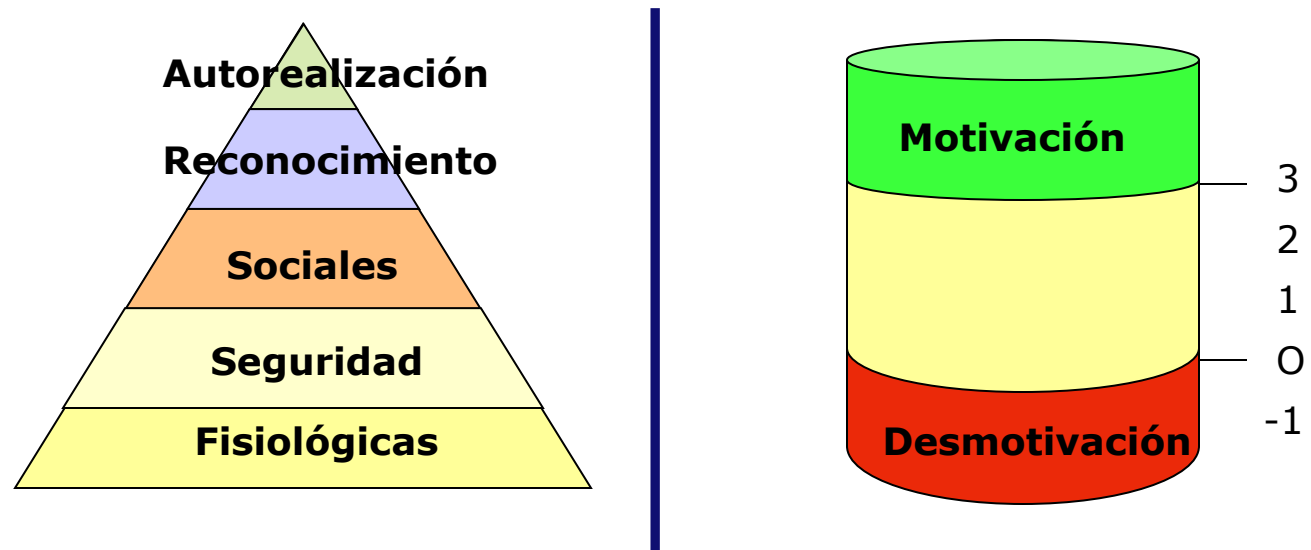 Autorealización
Reconocimiento
Sociales
Seguridad
Fisiológicas
Motivación
3
2
1
O
-1
Desmotivación